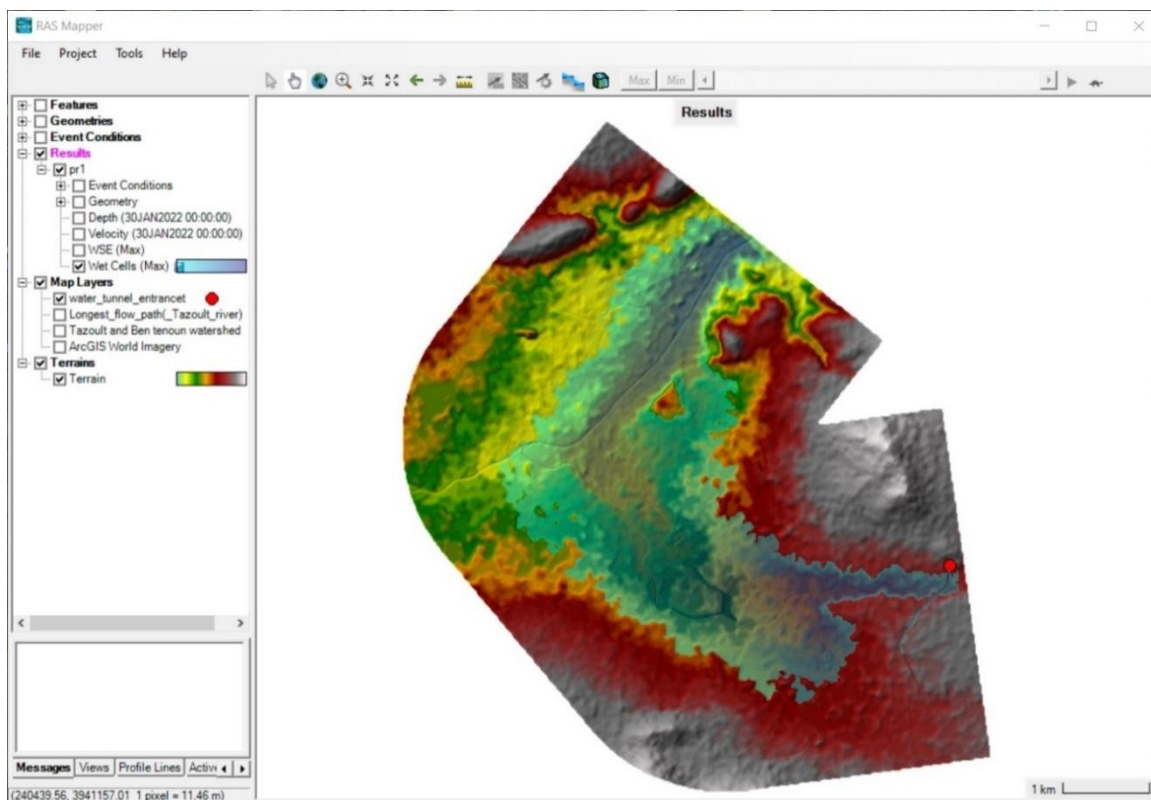 RAS Mapper
File Project Tools Help
Max Min
Features
Geometries
Event Conditions
Results
pr1
Event Conditions
Geometry
Depth (30JAN2022 00:00:00)
Velocity (30JAN2022 00:00:00)
WSE (Max)
Wet Cells (Max)
Map Layers
water_tunnel_entrancet
Longest_flow_path(_Tazoult_river)
Tazoult and Ben tenoun watershed
ArcGIS World Imagery
Terrains
Terrain
Results
Messages Views Profile Lines Active
(240439.56, 3941157.01 1 pixel = 11.46 m)
1 km